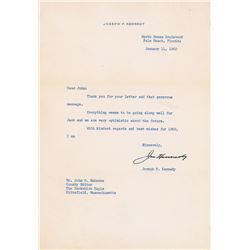 JOSEPH P. KENNEDY
North Ocean Boulevard
Palm Beach, Florida
January 11, 1960
Dear John:
Thank you for your letter and that generous
message.
Everything seems to be going along well for
Jack and we are very optimistic about the future.
With kindest regards and best wishes for 1960,
I am
Sincerely,
Joe Kennedy
Joseph P. Kennedy
Mr. John
County Editor
The Berkshire Eagle
Pittsfield, Massachusetts